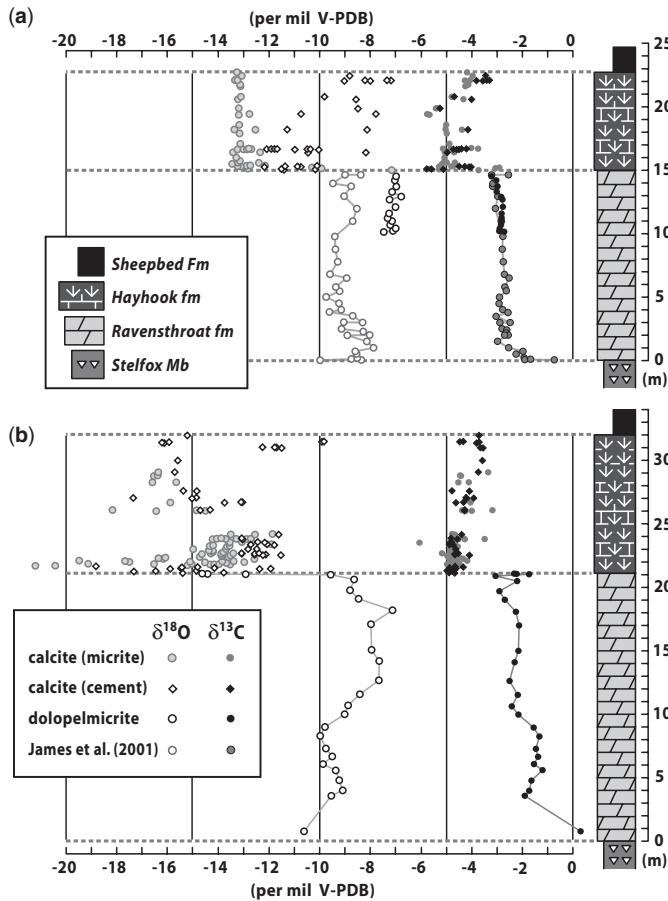 (a)
(per mil V-PDB)
-20 -18 -16 -14 -12 -10 -8 -6 -4 -2 0
25
20
15
10
5
0
(m)
Sheepbed Fm
Hayhook fm
Ravensthroat fm
Stelfox Mb
(b)
30
25
20
15
10
5
0
(m)
δ18O δ13C
calcite (micrite)
calcite (cement)
dolopelmicrite
James et al. (2001)
-20 -18 -16 -14 -12 -10 -8 -6 -4 -2 0
(per mil V-PDB)